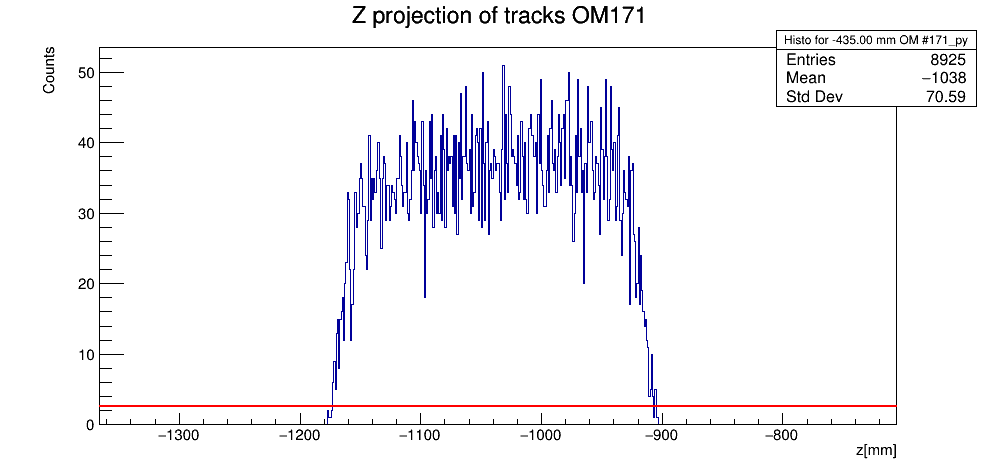 Z projection of tracks OM171
Histo for -435.00 mm OM #171_py
Entries 8925
Mean −1038
Std Dev 70.59
Counts
50
40
30
20
10
0
−1300 −1200 −1100 −1000 −900 −800
z[mm]